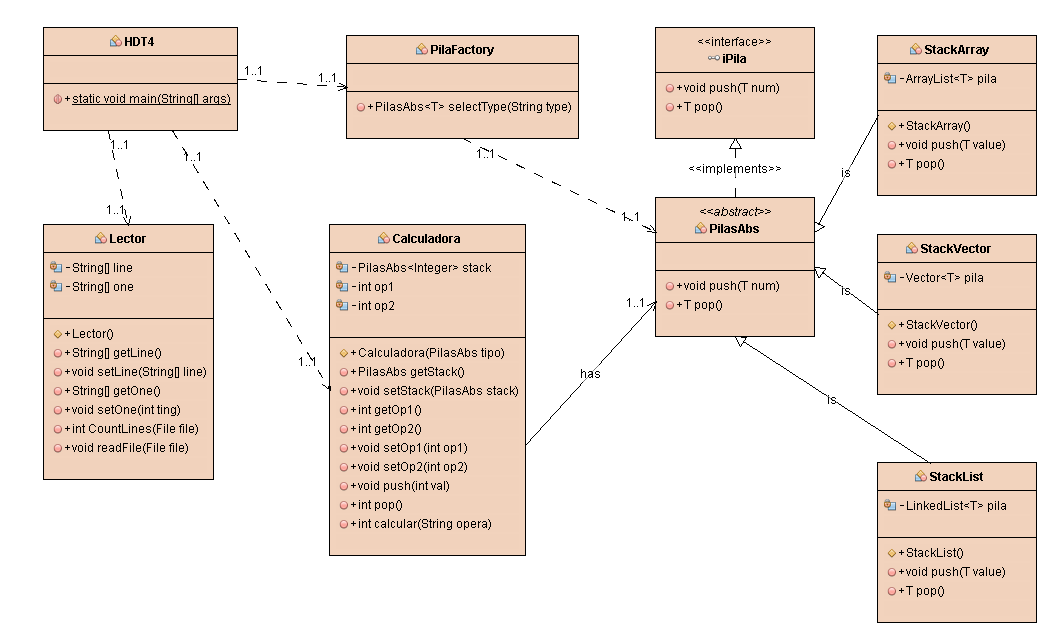 HDT4
+static void main(String[] args)
1..1
1..1
PilaFactory
+PilasAbs<T> selectType(String type)
<<interface>>
iPila
+void push(T num)
+T pop()
StackArray
-ArrayList<T> pila
+StackArray()
+void push(T value)
+T pop()
1..1
1..1
1..1
<<implements>>
is
1..1
1..1
<<abstract>>
PilasAbs
+void push(T num)
+T pop()
Lector
-String[] line
-String[] one
+Lector()
+String[] getLine()
+void setLine(String[] line)
+String[] getOne()
+void setOne(int ting)
+int CountLines(File file)
+void readFile(File file)
Calculadora
-PilasAbs<Integer> stack
-int op1
-int op2
+Calculadora(PilasAbs tipo)
+PilasAbs getStack()
+void setStack(PilasAbs stack)
+int getOp1()
+int getOp2()
+void setOp1(int op1)
+void setOp2(int op2)
+void push(int val)
+int pop()
+int calcular(String opera)
1..1
1..1
has
is
StackVector
-Vector<T> pila
+StackVector()
+void push(T value)
+T pop()
is
StackList
-LinkedList<T> pila
+StackList()
+void push(T value)
+T pop()